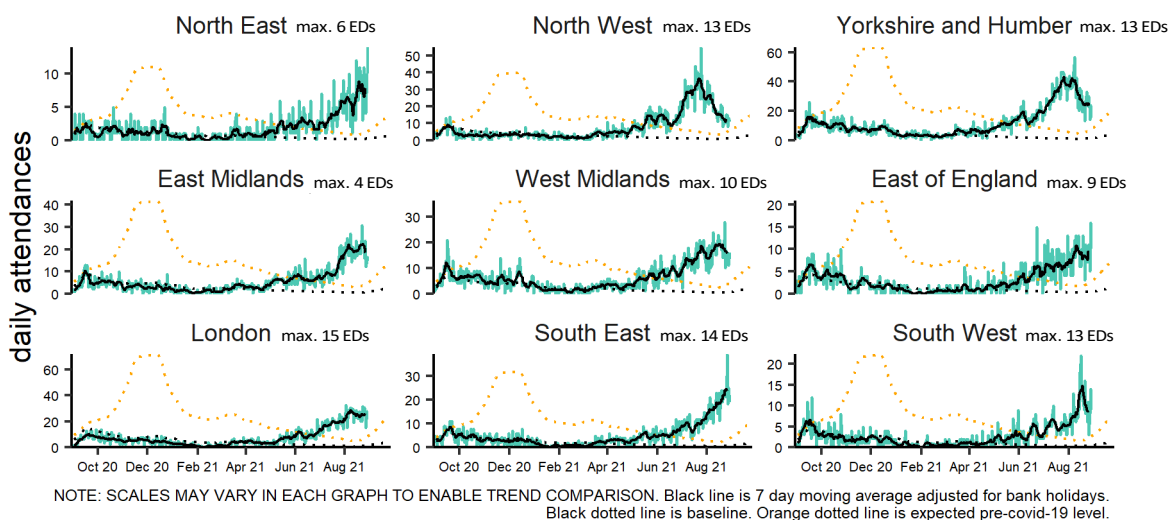 North East max. 6 EDs
North West max. 13 EDs
Yorkshire and Humber max. 13 EDs
10
5
0
50
40
30
20
10
0
60
40
20
0
daily attendances
East Midlands max. 4 EDs
West Midlands max. 10 EDs
East of England max. 9 EDs
40
30
20
10
0
30
20
10
0
20
15
10
5
0
London max. 15 EDs
South East max. 14 EDs
South West max. 13 EDs
60
40
20
0
30
20
10
0
20
15
10
5
0
Oct 20 Dec 20 Feb 21 Apr 21 Jun 21 Aug 21
Oct 20 Dec 20 Feb 21 Apr 21 Jun 21 Aug 21
Oct 20 Dec 20 Feb 21 Apr 21 Jun 21 Aug 21
NOTE: SCALES MAY VARY IN EACH GRAPH TO ENABLE TREND COMPARISON. Black line is 7 day moving average adjusted for bank holidays.
Black dotted line is baseline. Orange dotted line is expected pre-covid-19 level.